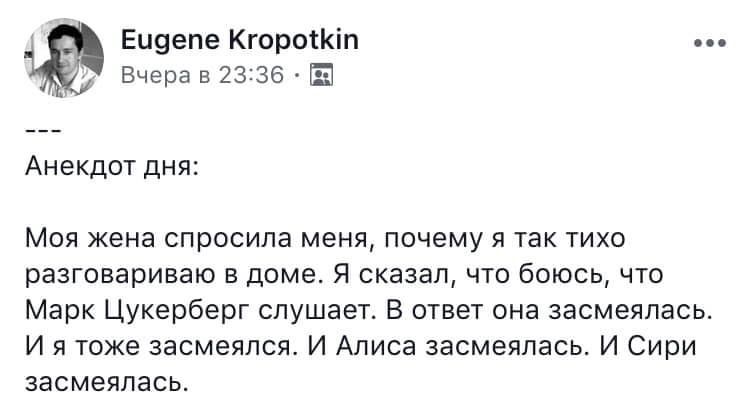 Eugene Kropotkin
Вчера в 23:36 ·
---
Анекдот дня:
Моя жена спросила меня, почему я так тихо
разговариваю в доме. Я сказал, что боюсь, что
Марк Цукерберг слушает. В ответ она засмеялась.
И я тоже засмеялся. И Алиса засмеялась. И Сири
засмеялась.